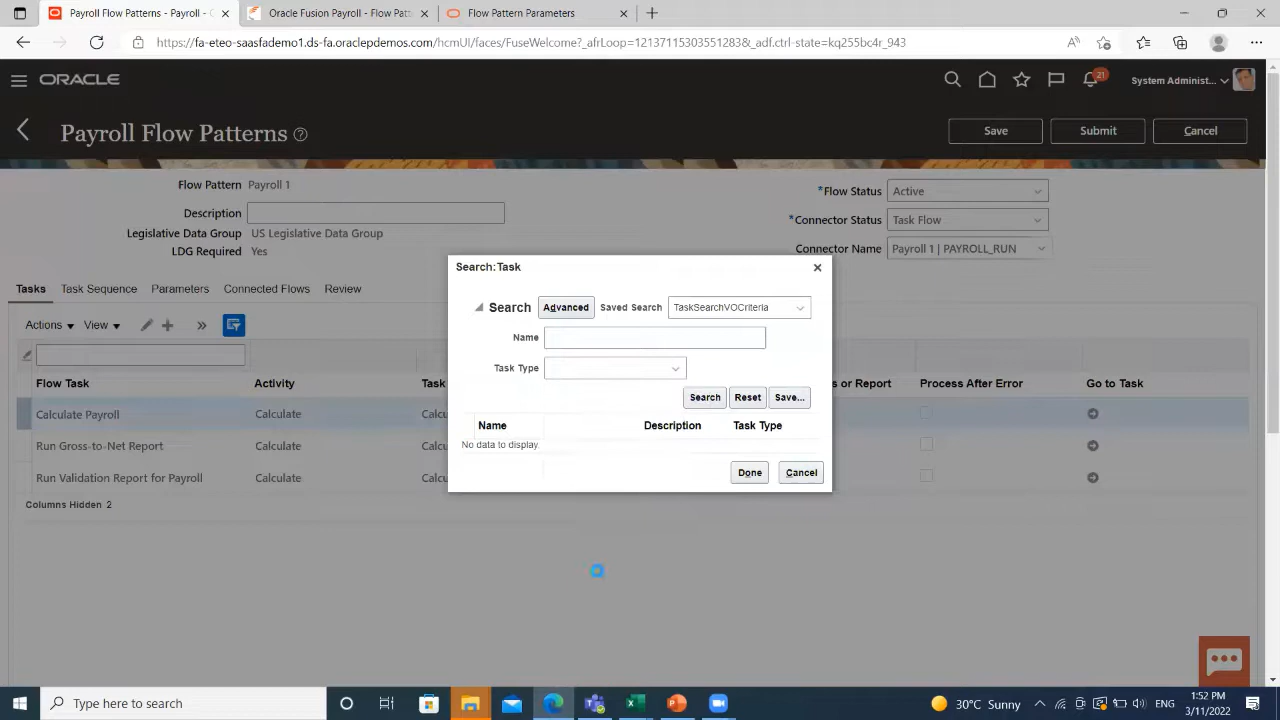 Payroll Flow Patterns - Payroll - C
Oracle Fusion Payroll - Flow Patt
Flow Pattern Parameters
https://fa-eteo-saasfademo1.ds-fa.oraclepdemos.com/hcmUI/faces/FuseWelcome?_afrLoop=121371153035512​83&_adf.ctrl-state=kq255bc4r_943
ORACLE
21
System Administ...
Payroll Flow Patterns
Save
Submit
Cancel
Flow Pattern Payroll 1
*Flow Status Active
Description
*Connector Status Task Flow
Legislative Data Group US Legislative Data Group
LDG Required Yes
Connector Name Payroll 1 | PAYROLL_RUN
Search:Task
Tasks Task Sequence Parameters Connected Flows Review
Search Advanced Saved Search TaskSearchVOCriteria
Actions View
Name
Task Type
Search Reset Save...
Flow Task Activity Task
s or Report Process After Error Go to Task
Name Description Task Type
No data to display.
Done Cancel
Calculate Payroll Calculate Calcu
Run Gross-to-Net Report Calculate Calcu
Run Validation Report for Payroll Calculate Calcu
Columns Hidden 2
Type here to search
30°C Sunny
1:52 PM
3/11/2022